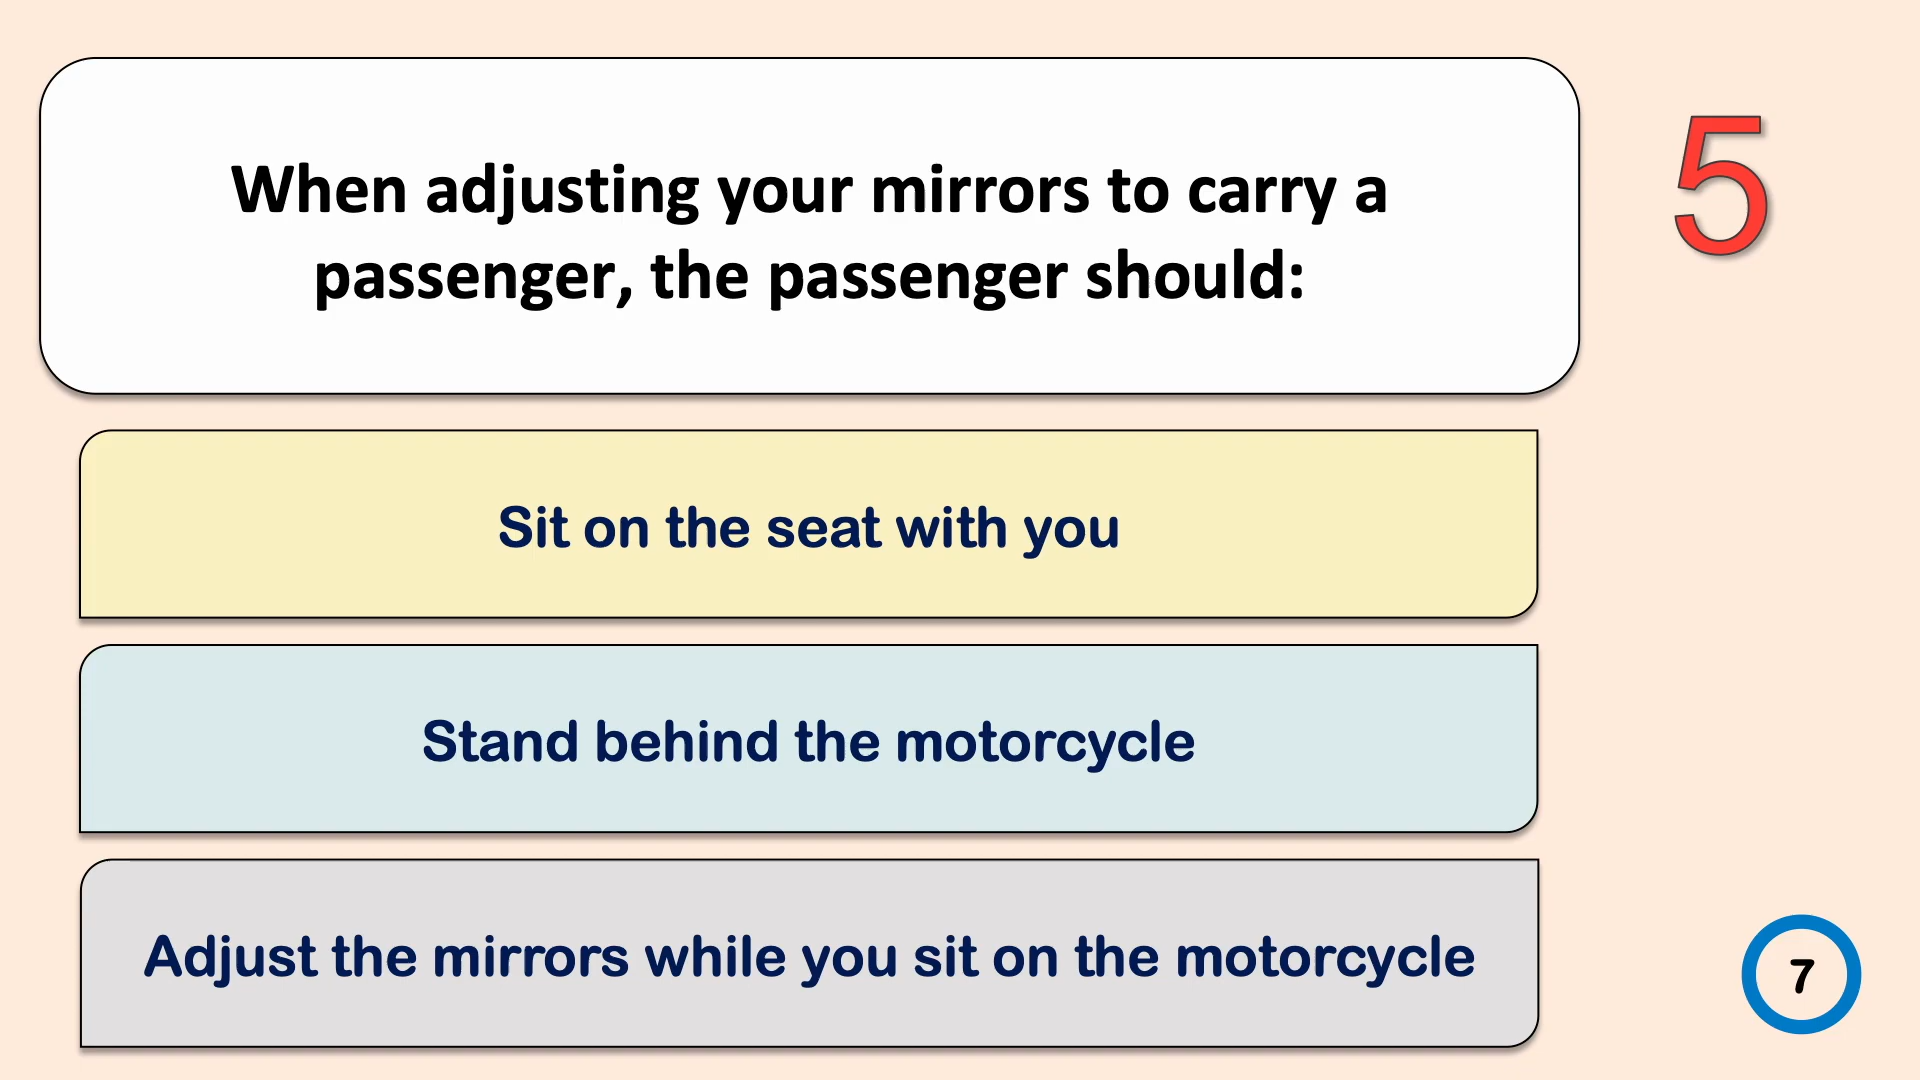 When adjusting your mirrors to carry a
passenger, the passenger should:
5
Sit on the seat with you
Stand behind the motorcycle
Adjust the mirrors while you sit on the motorcycle
7